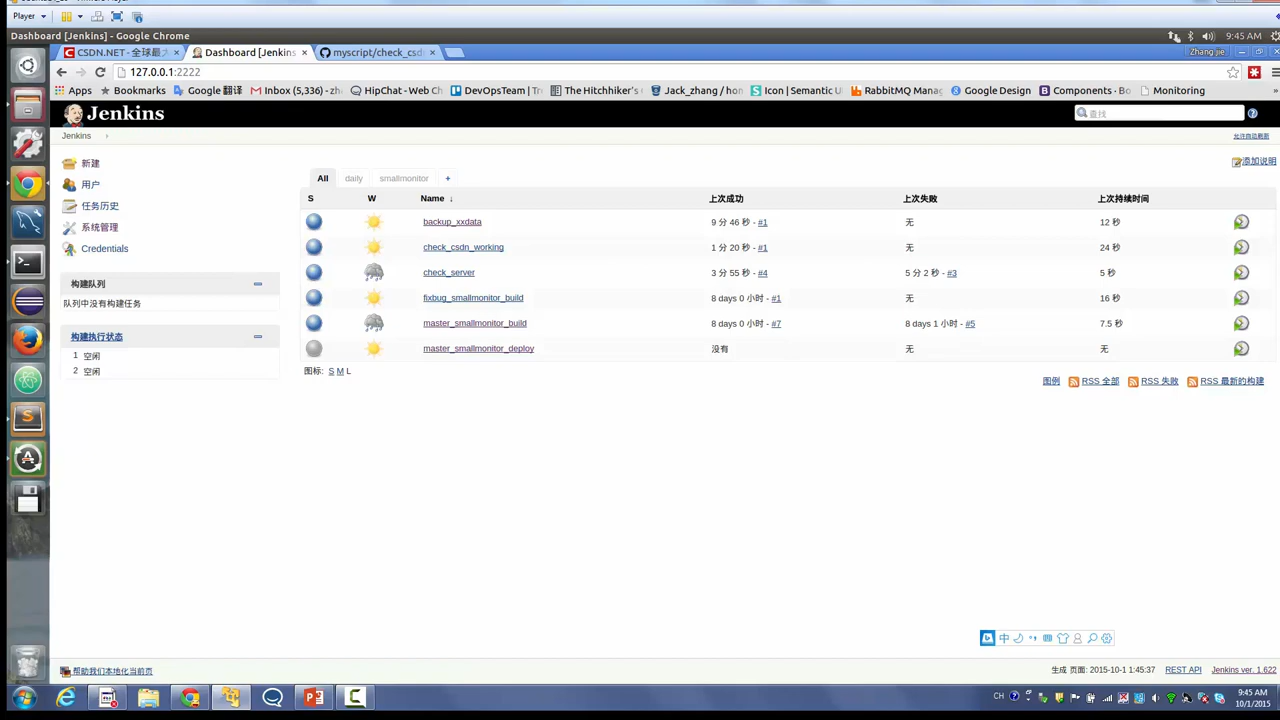 Player
Dashboard [Jenkins] - Google Chrome
9:45 AM
CSDN.NET - 全球最
Dashboard [Jenkins]
myscript/check_csd
Zhang jie
127.0.0.1:2222
Apps
Bookmarks
Google 翻译
Inbox (5,336) - zh
HipChat - Web Ch
DevOpsTeam | Tr
The Hitchhiker's
Jack_zhang / hon
Icon | Semantic U
RabbitMQ Manag
Google Design
Components · Bo
Monitoring
»
Jenkins
查找
Jenkins
允许自动刷新
新建
用户
任务历史
系统管理
Credentials
添加说明
All daily smallmonitor +
S W Name ↓ 上次成功 上次失败 上次持续时间
backup_xxdata 9 分 46 秒 - #1 无 12 秒
check_csdn_working 1 分 20 秒 - #1 无 24 秒
check_server 3 分 55 秒 - #4 5 分 2 秒 - #3 5 秒
fixbug_smallmonitor_build 8 days 0 小时 - #1 无 16 秒
master_smallmonitor_build 8 days 0 小时 - #7 8 days 1 小时 - #5 7.5 秒
master_smallmonitor_deploy 没有 无 无
图标: S M L
图例 RSS 全部 RSS 失败 RSS 最新的构建
构建队列
队列中没有构建任务
构建执行状态
1 空闲
2 空闲
中
帮助我们本地化当前页
生成 页面: 2015-10-1 1:45:37 REST API Jenkins ver. 1.622
CH
9:45 AM
10/1/2015